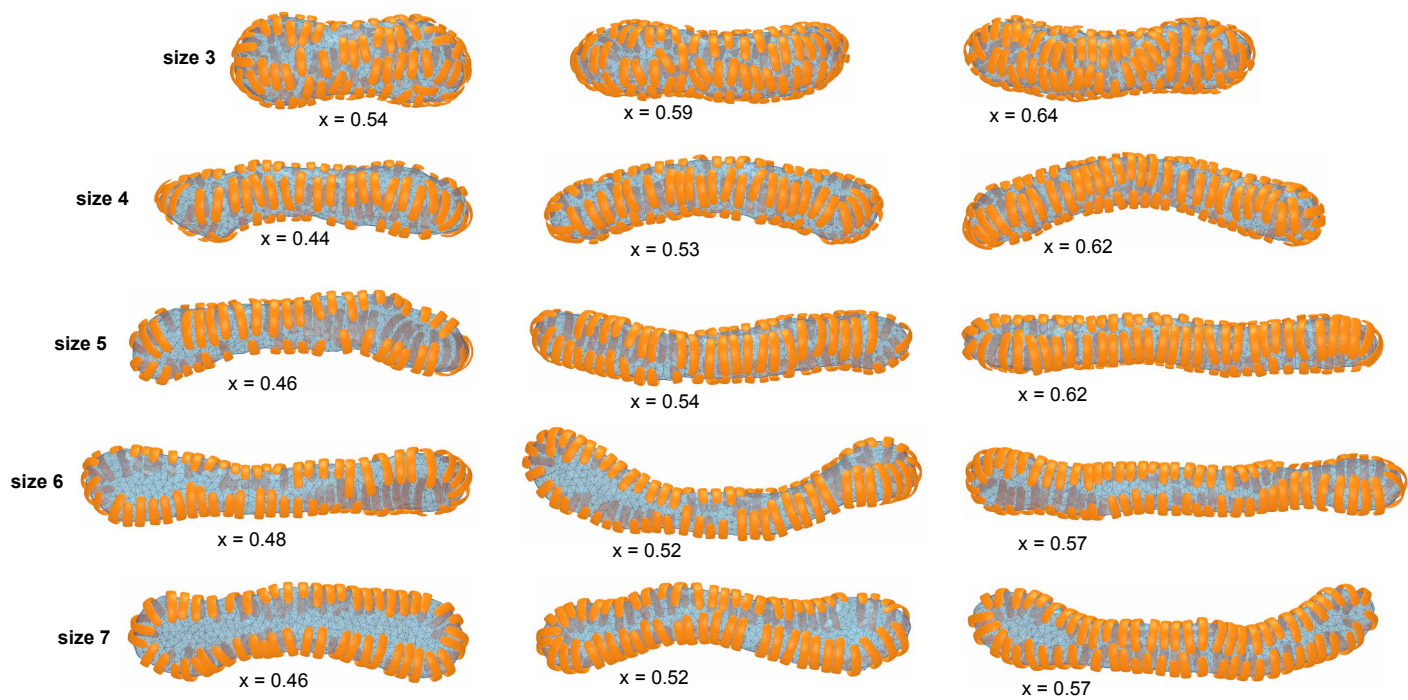 size 3
x = 0.54
x = 0.59
x = 0.64
size 4
x = 0.44
x = 0.53
x = 0.62
size 5
x = 0.46
x = 0.54
x = 0.62
size 6
x = 0.48
x = 0.52
x = 0.57
size 7
x = 0.46
x = 0.52
x = 0.57